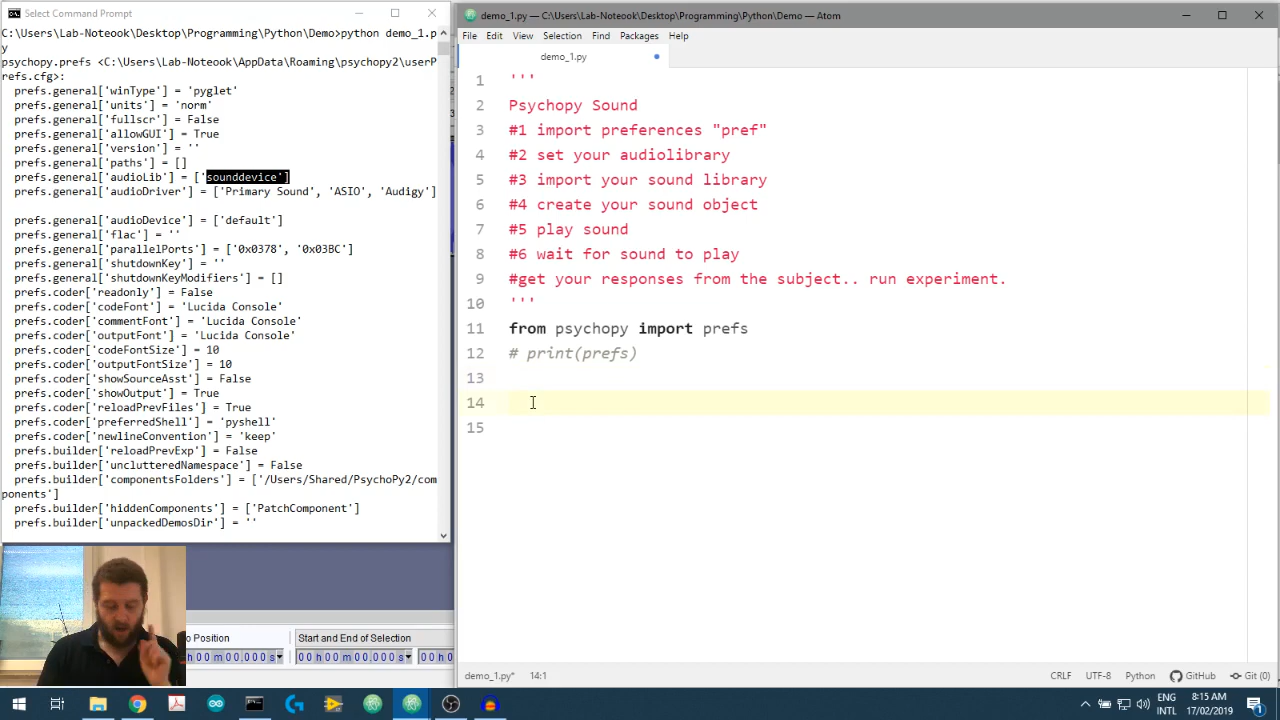 Select Command Prompt
C:\Users\Lab-Noteook\Desktop\Programming\Python\Demo>python demo_1.p
y
psychopy.prefs <C:\Users\Lab-Noteook\AppData\Roaming\psychopy2\userP
refs.cfg>:
prefs.general['winType'] = 'pyglet'
prefs.general['units'] = 'norm'
prefs.general['fullscr'] = False
prefs.general['allowGUI'] = True
prefs.general['version'] = ''
prefs.general['paths'] = []
prefs.general['audioLib'] = ['sounddevice']
prefs.general['audioDriver'] = ['Primary Sound', 'ASIO', 'Audigy']
prefs.general['audioDevice'] = ['default']
prefs.general['flac'] = ''
prefs.general['parallelPorts'] = ['0x0378', '0x03BC']
prefs.general['shutdownKey'] = ''
prefs.general['shutdownKeyModifiers'] = []
prefs.coder['readonly'] = False
prefs.coder['codeFont'] = 'Lucida Console'
prefs.coder['commentFont'] = 'Lucida Console'
prefs.coder['outputFont'] = 'Lucida Console'
prefs.coder['codeFontSize'] = 10
prefs.coder['outputFontSize'] = 10
prefs.coder['showSourceAsst'] = False
prefs.coder['showOutput'] = True
prefs.coder['reloadPrevFiles'] = True
prefs.coder['preferredShell'] = 'pyshell'
prefs.coder['newlineConvention'] = 'keep'
prefs.builder['reloadPrevExp'] = False
prefs.builder['unclutteredNamespace'] = False
prefs.builder['componentsFolders'] = ['/Users/Shared/PsychoPy2/com
ponents']
prefs.builder['hiddenComponents'] = ['PatchComponent']
prefs.builder['unpackedDemosDir'] = ''
Position
Start and End of Selection
00 h 00 m 00.000 s
00 h 00 m 00.000 s
demo_1.py — C:\Users\Lab-Noteook\Desktop\Programming\Python\Demo — Atom
File Edit View Selection Find Packages Help
demo_1.py
1 '''
2 Psychopy Sound
3 #1 import preferences "pref"
4 #2 set your audiolibrary
5 #3 import your sound library
6 #4 create your sound object
7 #5 play sound
8 #6 wait for sound to play
9 #get your responses from the subject.. run experiment.
10 '''
11 from psychopy import prefs
12 # print(prefs)
13
14
15
demo_1.py* 14:1 CRLF UTF-8 Python GitHub Git (0)
ENG 8:15 AM
INTL 17/02/2019